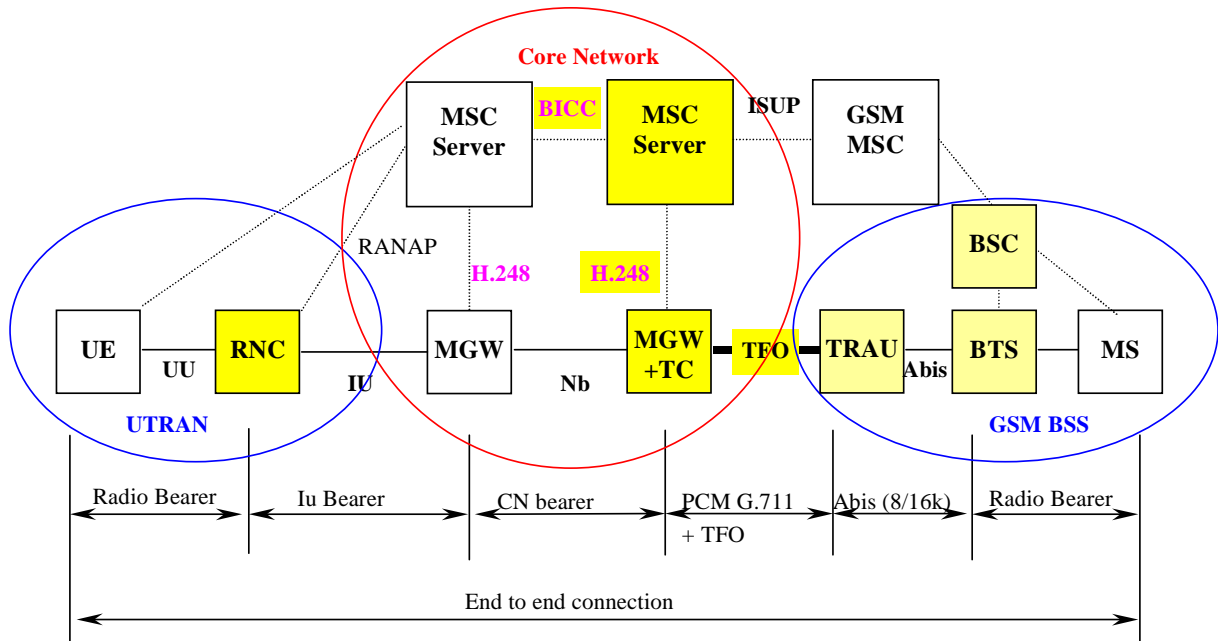 Core Network
MSC
Server
BICC
MSC
Server
ISUP
GSM
MSC
RANAP
H.248
H.248
BSC
UE
UU
RNC
IU
MGW
Nb
MGW
+TC
TFO
TRAU
Abis
BTS
MS
UTRAN
GSM BSS
Radio Bearer
Iu Bearer
CN bearer
PCM G.711
+ TFO
Abis (8/16k)
Radio Bearer
End to end connection